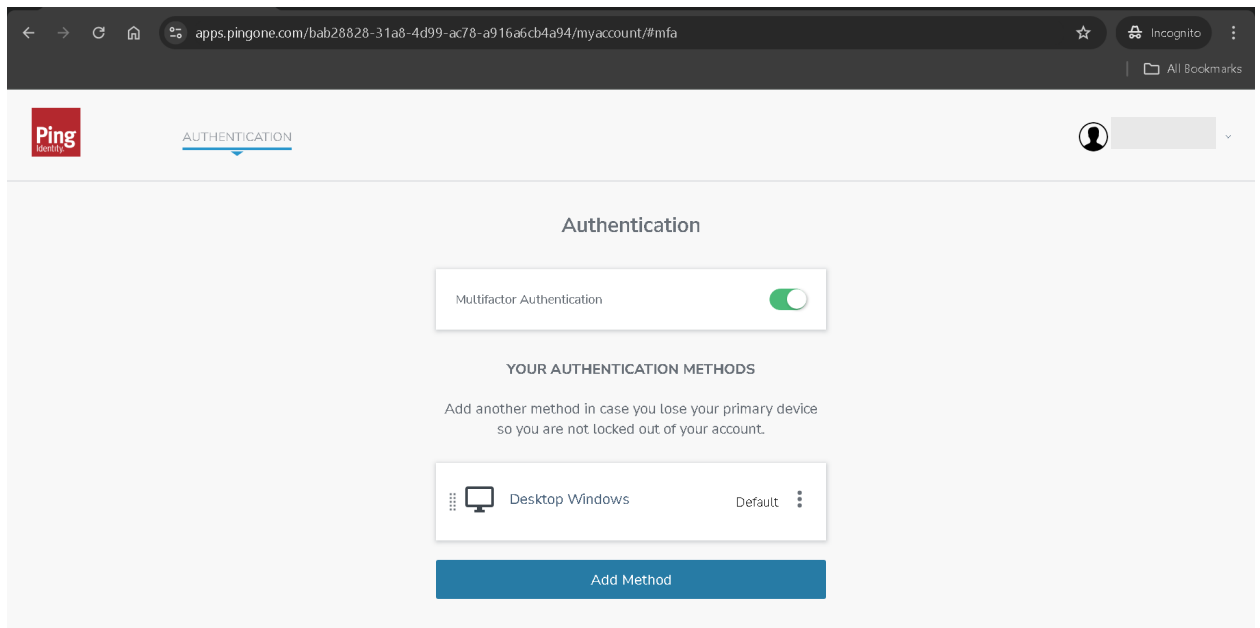 apps.pingone.com/bab28828-31a8-4d99-ac78-a916a6cb4a94/myaccount/#mfa
Incognito
All Bookmarks
Ping
Identity.
AUTHENTICATION
Authentication
Multifactor Authentication
YOUR AUTHENTICATION METHODS
Add another method in case you lose your primary device
so you are not locked out of your account.
Desktop Windows
Default
Add Method